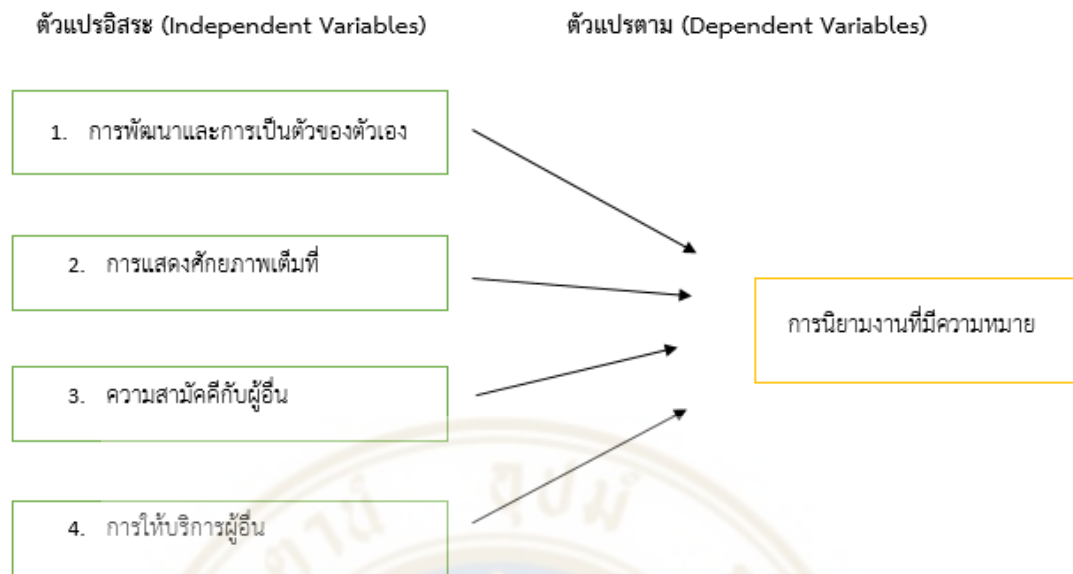 ตัวแปรอิสระ (Independent Variables) ตัวแปรตาม (Dependent Variables)
1. การพัฒนาและการเป็นตัวของตัวเอง
2. การแสดงศักยภาพเต็มที่
การนิยามงานที่มีความหมาย
3. ความสามัคคีกับผู้อื่น
4. การให้บริการผู้อื่น